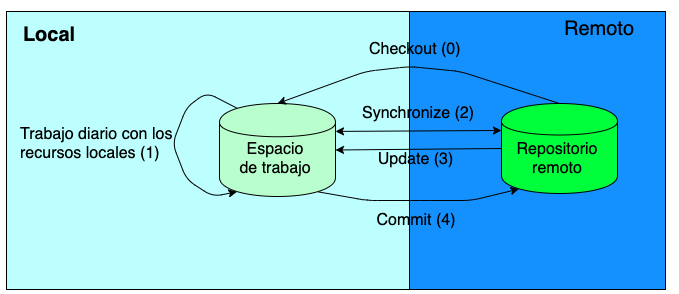 Local
Remoto
Checkout (0)
Synchronize (2)
Trabajo diario con los
recursos locales (1)
Espacio
de trabajo
Update (3)
Repositorio
remoto
Commit (4)